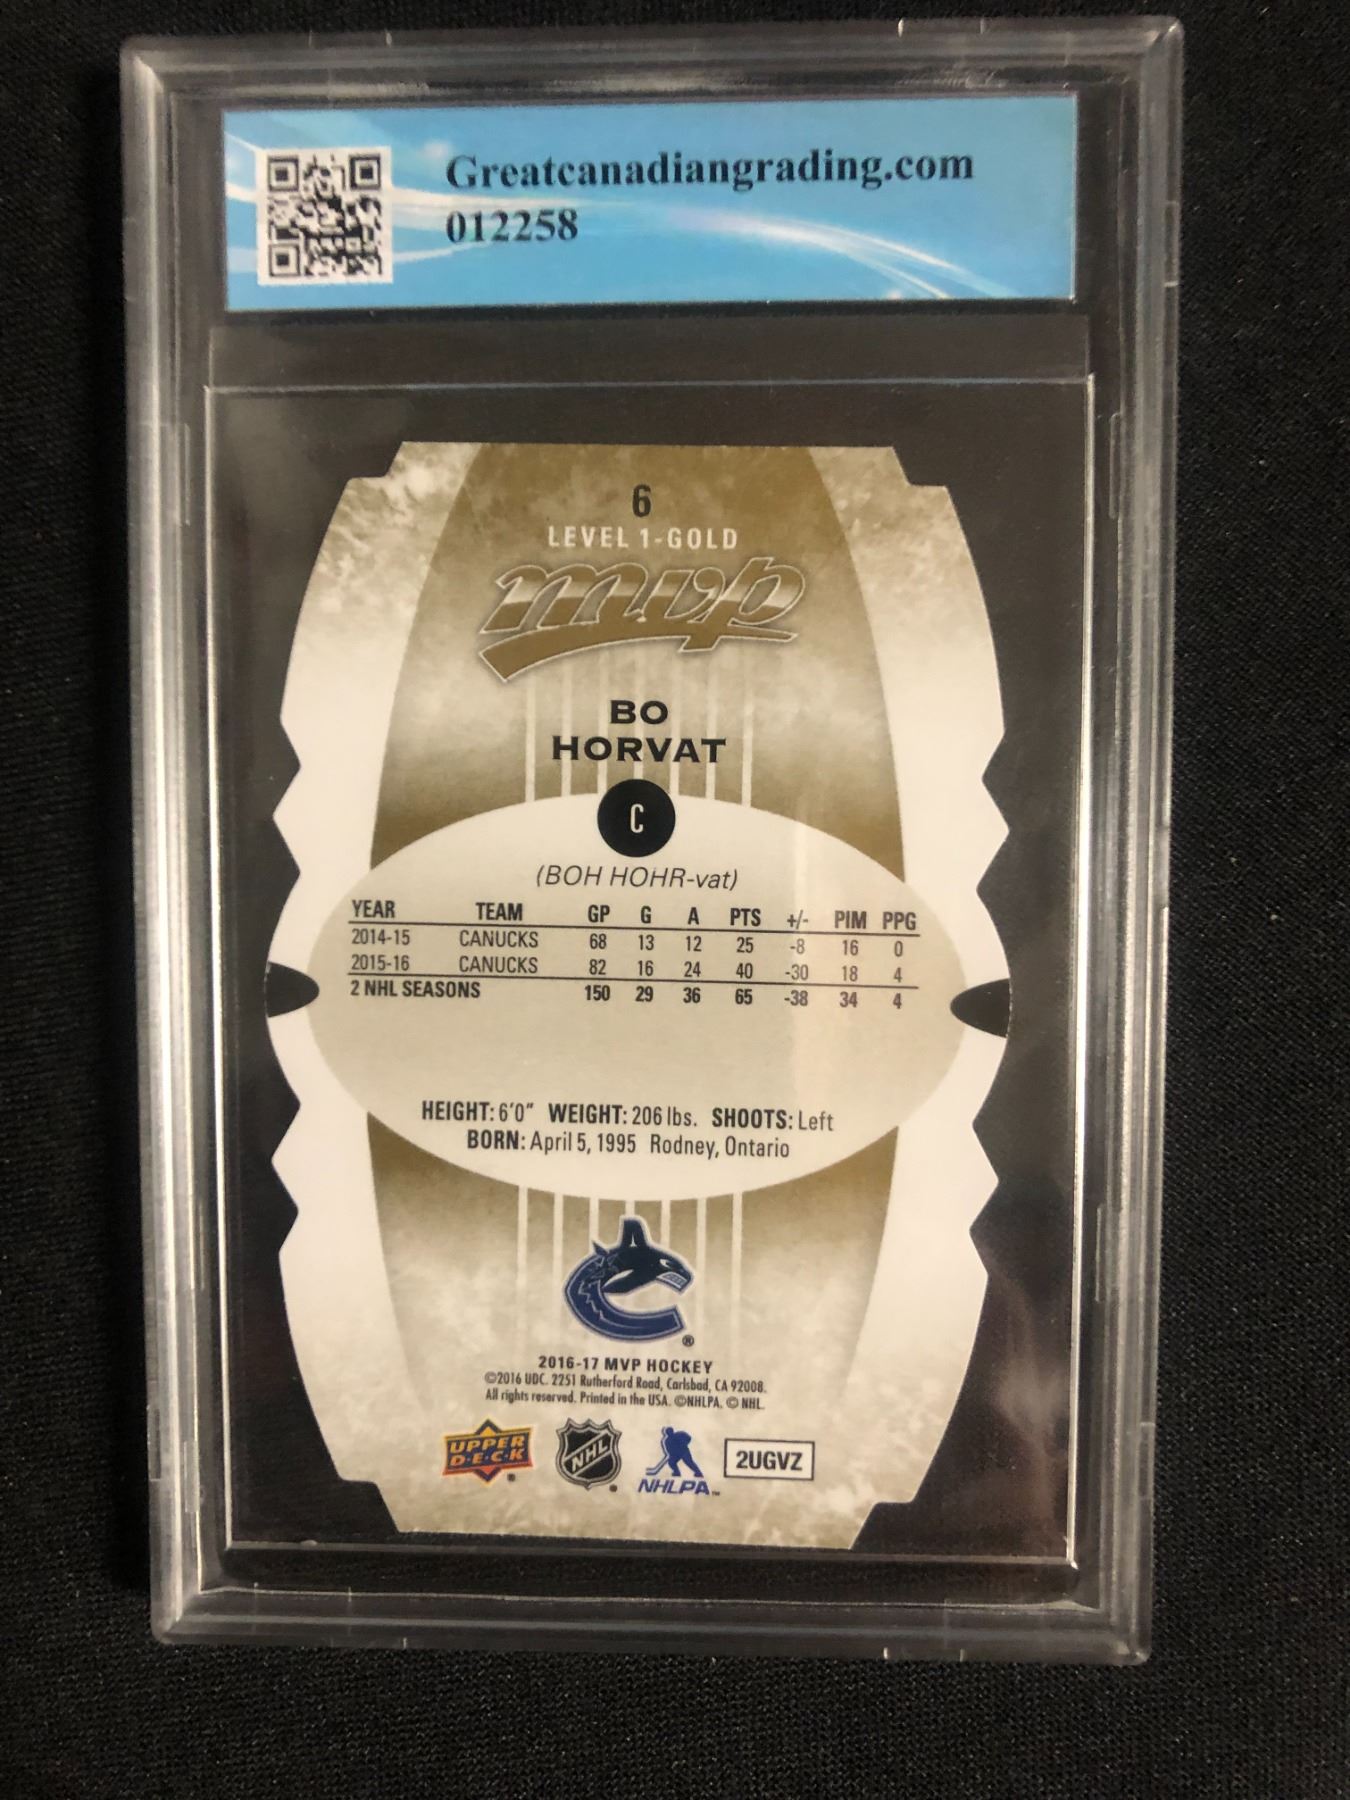 Greatcanadiangrading.com
012258
6
LEVEL 1-GOLD
mvp
BO
HORVAT
C
(BOH HOHR-vat)
YEAR TEAM GP G A PTS +/- PIM PPG
2014-15 CANUCKS 68 13 12 25 -8 16 0
2015-16 CANUCKS 82 16 24 40 -30 18 4
2 NHL SEASONS 150 29 36 65 -38 34 4
HEIGHT: 6'0" WEIGHT: 206 lbs. SHOOTS: Left
BORN: April 5, 1995 Rodney, Ontario
®
2016-17 MVP HOCKEY
©2016 UDC. 2251 Rutherford Road, Carlsbad, CA 92008.
All rights reserved. Printed in the USA. ©NHLPA. © NHL.
UPPER
D·E·C·K
®
NHL
NHLPA™
2UGVZ